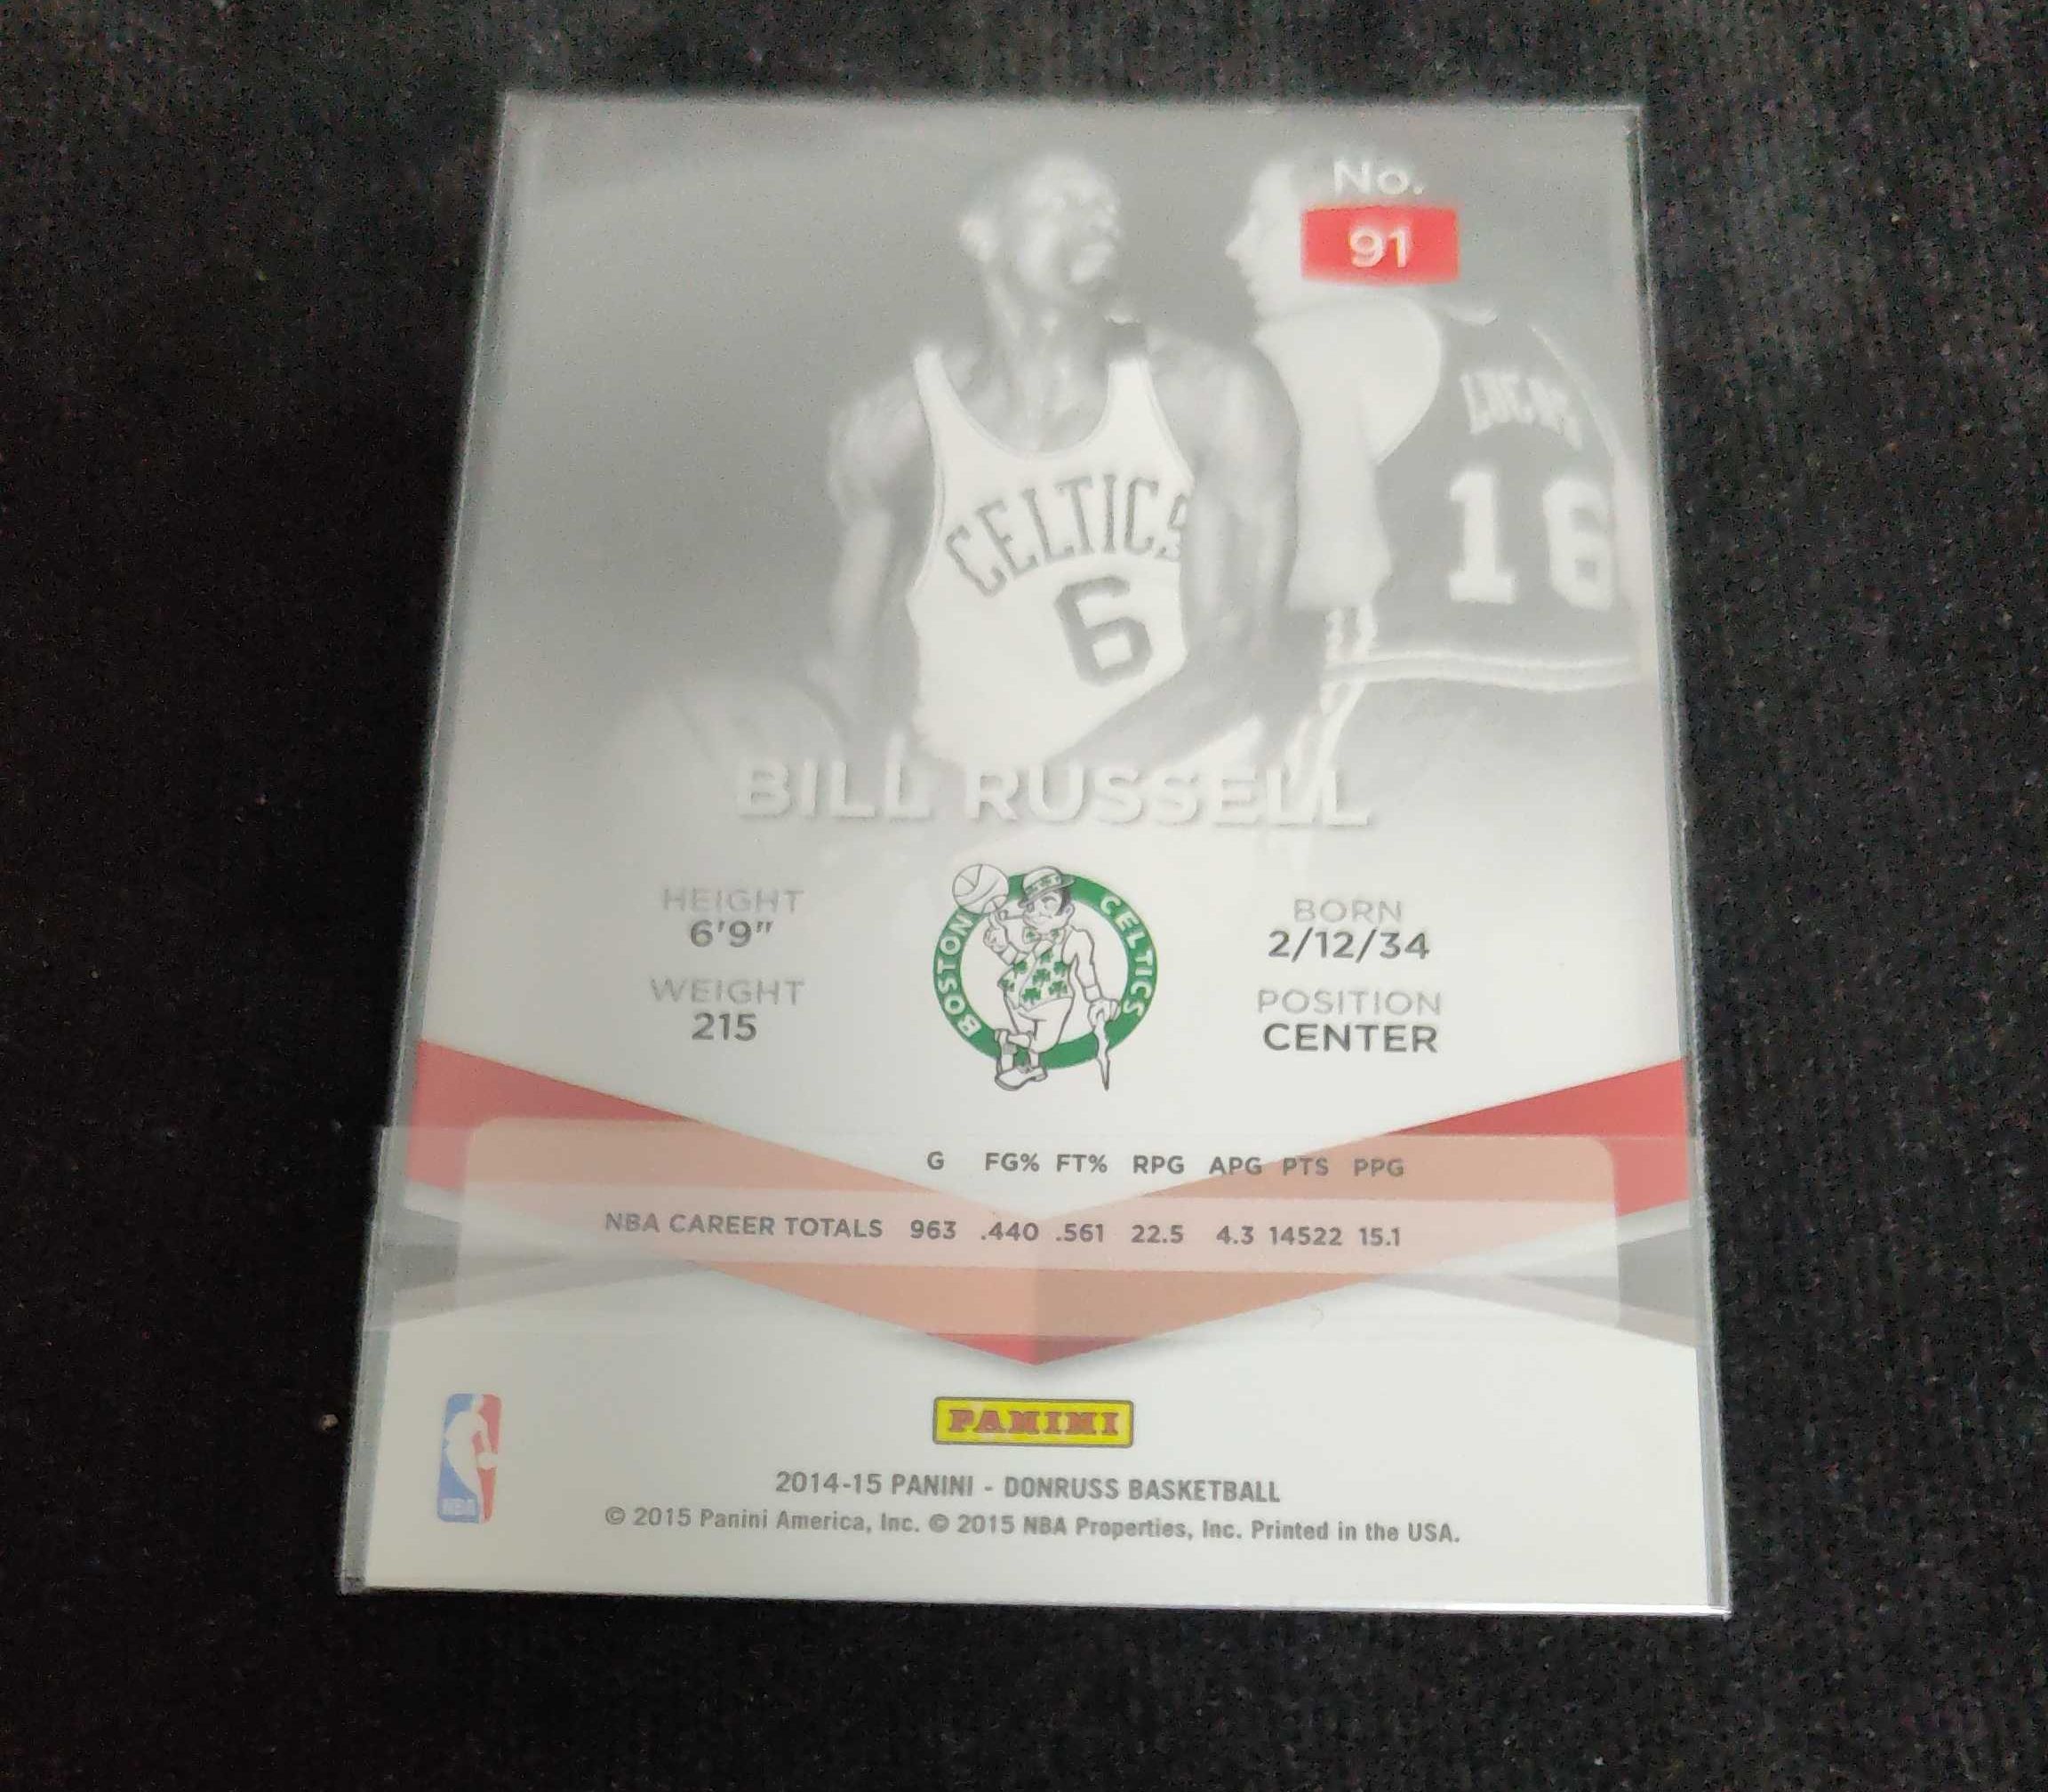 No.
91
LUCAS
16
CELTICS
6
BILL RUSSELL
HEIGHT
6'9"
WEIGHT
215
BOSTON CELTICS
BORN
2/12/34
POSITION
CENTER
G FG% FT% RPG APG PTS PPG
NBA CAREER TOTALS 963 .440 .561 22.5 4.3 14522 15.1
NBA
PANINI
2014-15 PANINI - DONRUSS BASKETBALL
© 2015 Panini America, Inc. © 2015 NBA Properties, Inc. Printed in the USA.